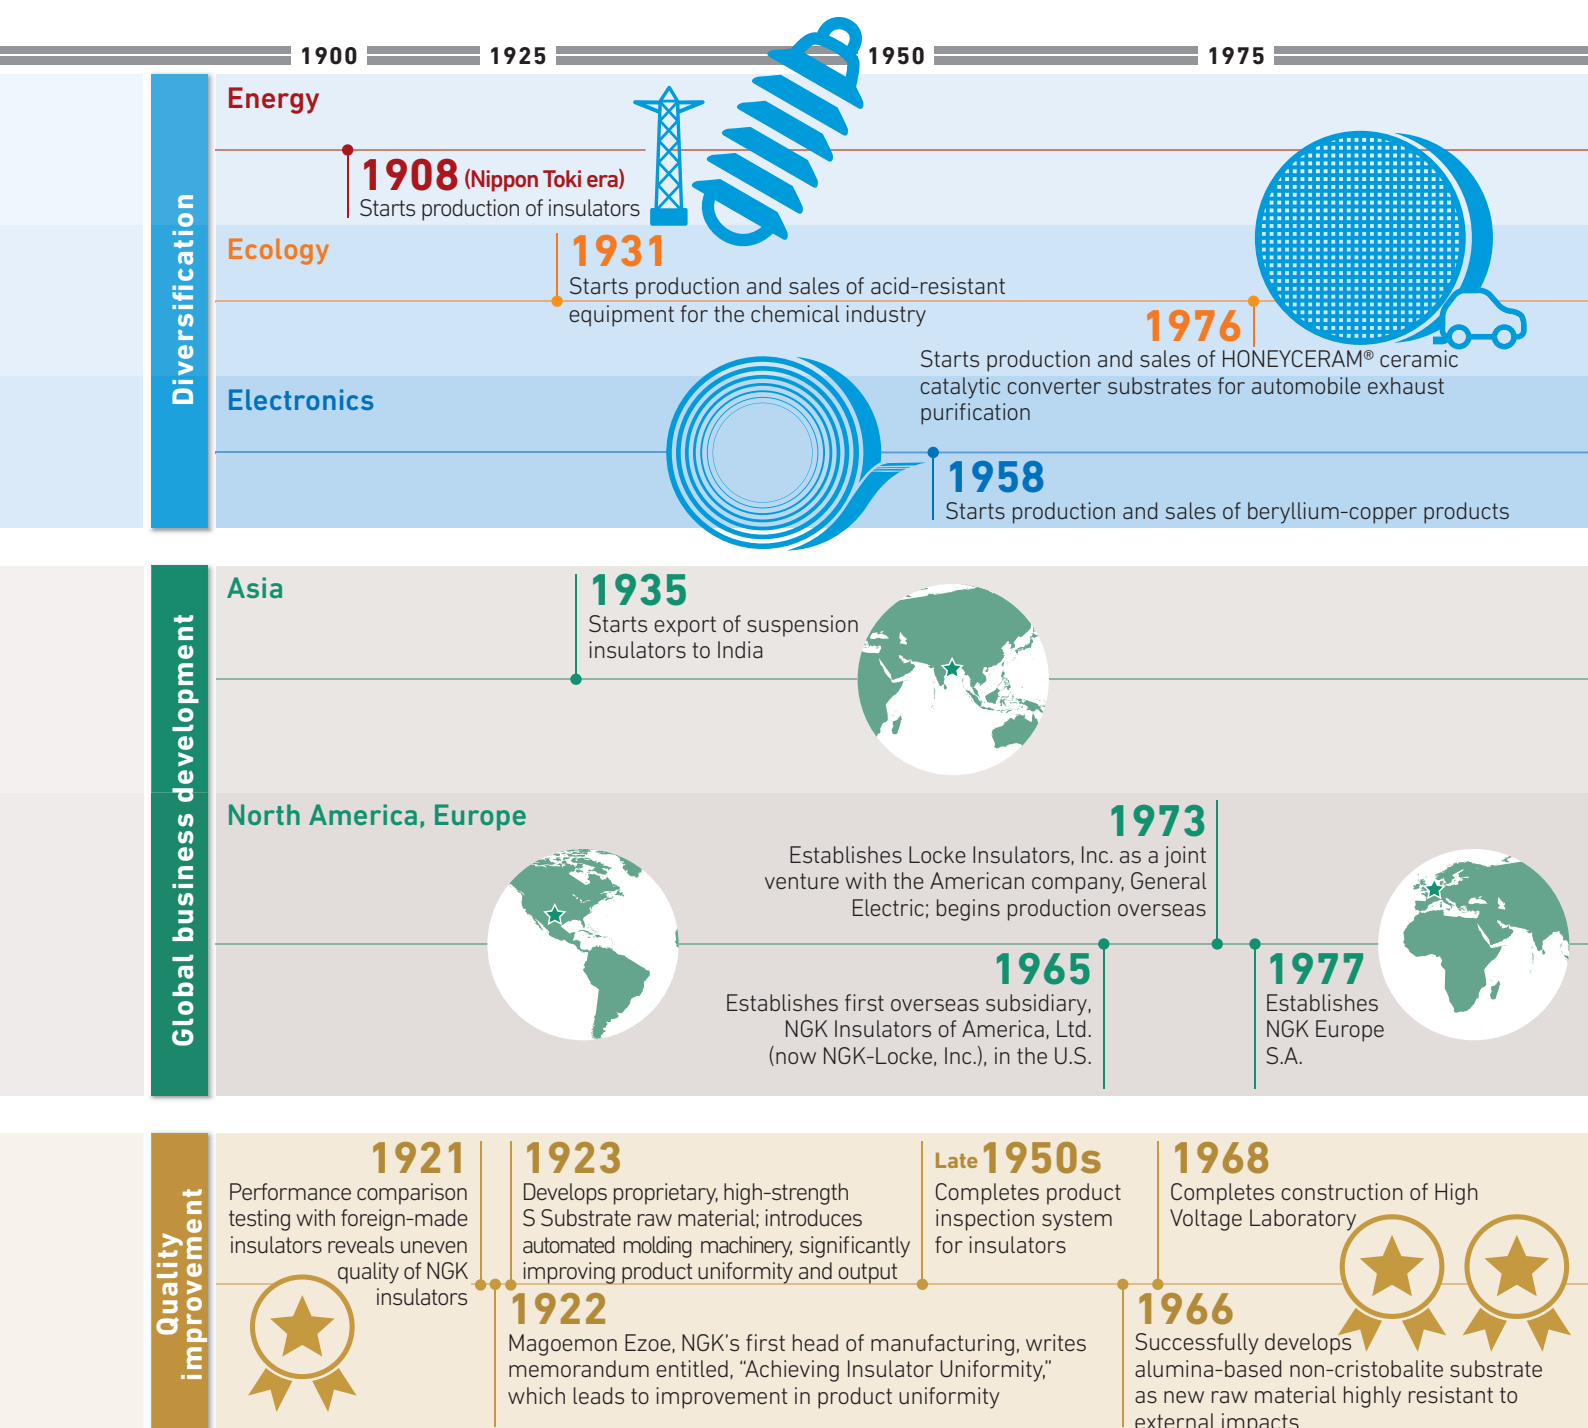 1900 1925 1950 1975
Diversification
Energy
1908 (Nippon Toki era)
Starts production of insulators
Ecology
1931
Starts production and sales of acid-resistant
equipment for the chemical industry
1976
Starts production and sales of HONEYCERAM® ceramic
catalytic converter substrates for automobile exhaust
purification
Electronics
1958
Starts production and sales of beryllium-copper products
Global business development
Asia
1935
Starts export of suspension
insulators to India
North America, Europe
1973
Establishes Locke Insulators, Inc. as a joint
venture with the American company, General
Electric; begins production overseas
1965
Establishes first overseas subsidiary,
NGK Insulators of America, Ltd.
(now NGK-Locke, Inc.), in the U.S.
1977
Establishes
NGK Europe
S.A.
Quality
improvement
1921
Performance comparison
testing with foreign-made
insulators reveals uneven
quality of NGK
insulators
1923
Develops proprietary, high-strength
S Substrate raw material; introduces
automated molding machinery, significantly
improving product uniformity and output
Late 1950s
Completes product
inspection system
for insulators
1968
Completes construction of High
Voltage Laboratory
1922
Magoemon Ezoe, NGK’s first head of manufacturing, writes
memorandum entitled, “Achieving Insulator Uniformity,”
which leads to improvement in product uniformity
1966
Successfully develops
alumina-based non-cristobalite substrate
as new raw material highly resistant to
external impacts